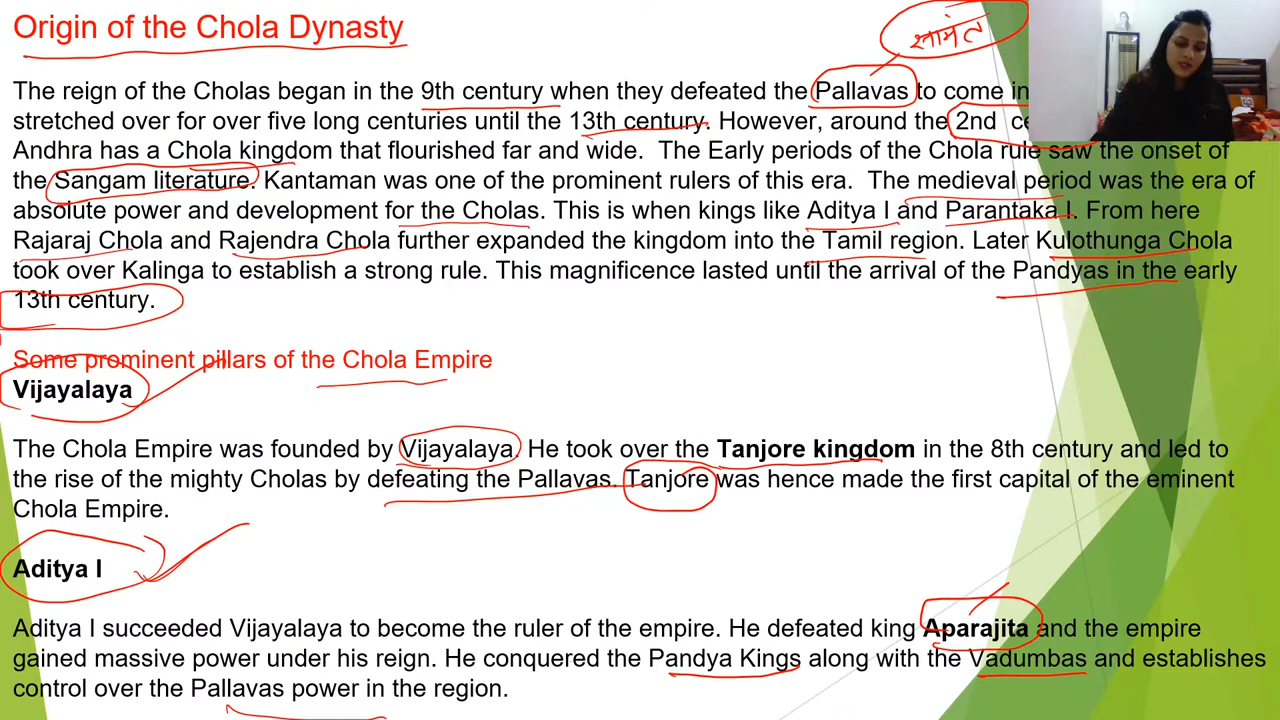 Origin of the Chola Dynasty
सामंत
The reign of the Cholas began in the 9th century when they defeated the Pallavas to come in
stretched over for over five long centuries until the 13th century. However, around the 2nd ce
Andhra has a Chola kingdom that flourished far and wide. The Early periods of the Chola rule saw the onset of
the Sangam literature. Kantaman was one of the prominent rulers of this era. The medieval period was the era of
absolute power and development for the Cholas. This is when kings like Aditya I and Parantaka I. From here
Rajaraj Chola and Rajendra Chola further expanded the kingdom into the Tamil region. Later Kulothunga Chola
took over Kalinga to establish a strong rule. This magnificence lasted until the arrival of the Pandyas in the early
13th century.
Some prominent pillars of the Chola Empire
Vijayalaya
The Chola Empire was founded by Vijayalaya. He took over the Tanjore kingdom in the 8th century and led to
the rise of the mighty Cholas by defeating the Pallavas. Tanjore was hence made the first capital of the eminent
Chola Empire.
Aditya I
Aditya I succeeded Vijayalaya to become the ruler of the empire. He defeated king Aparajita and the empire
gained massive power under his reign. He conquered the Pandya Kings along with the Vadumbas and establishes
control over the Pallavas power in the region.